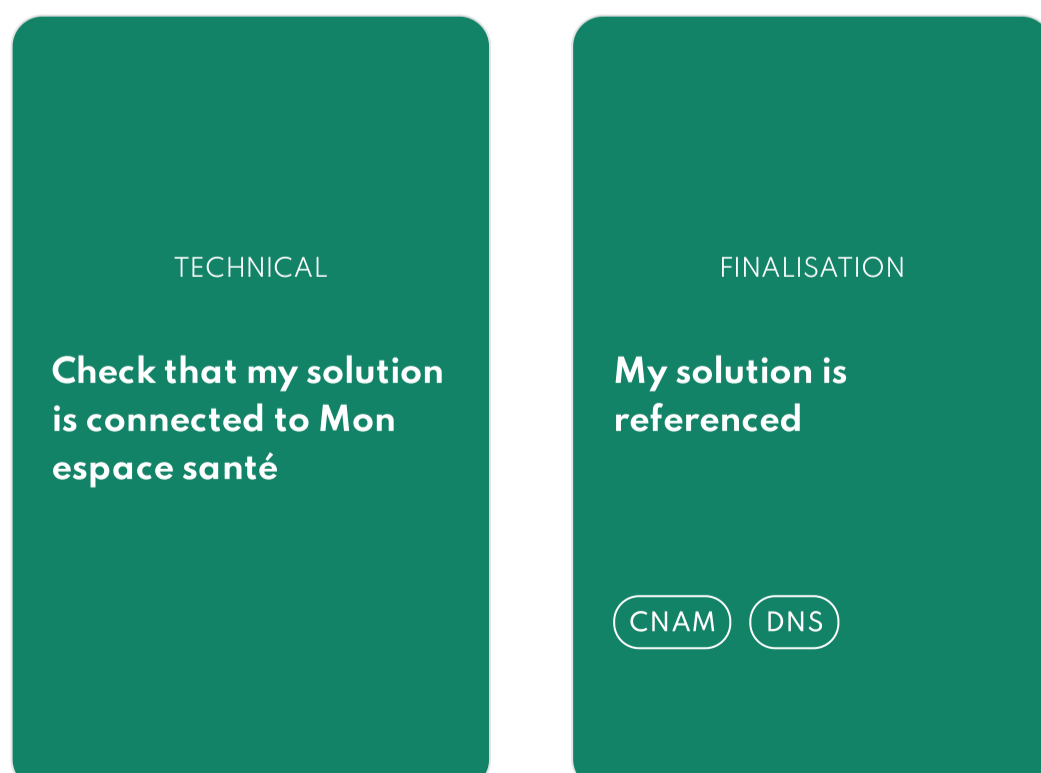 TECHNICAL
Check that my solution
is connected to Mon
espace santé
FINALISATION
My solution is
referenced
CNAM
DNS